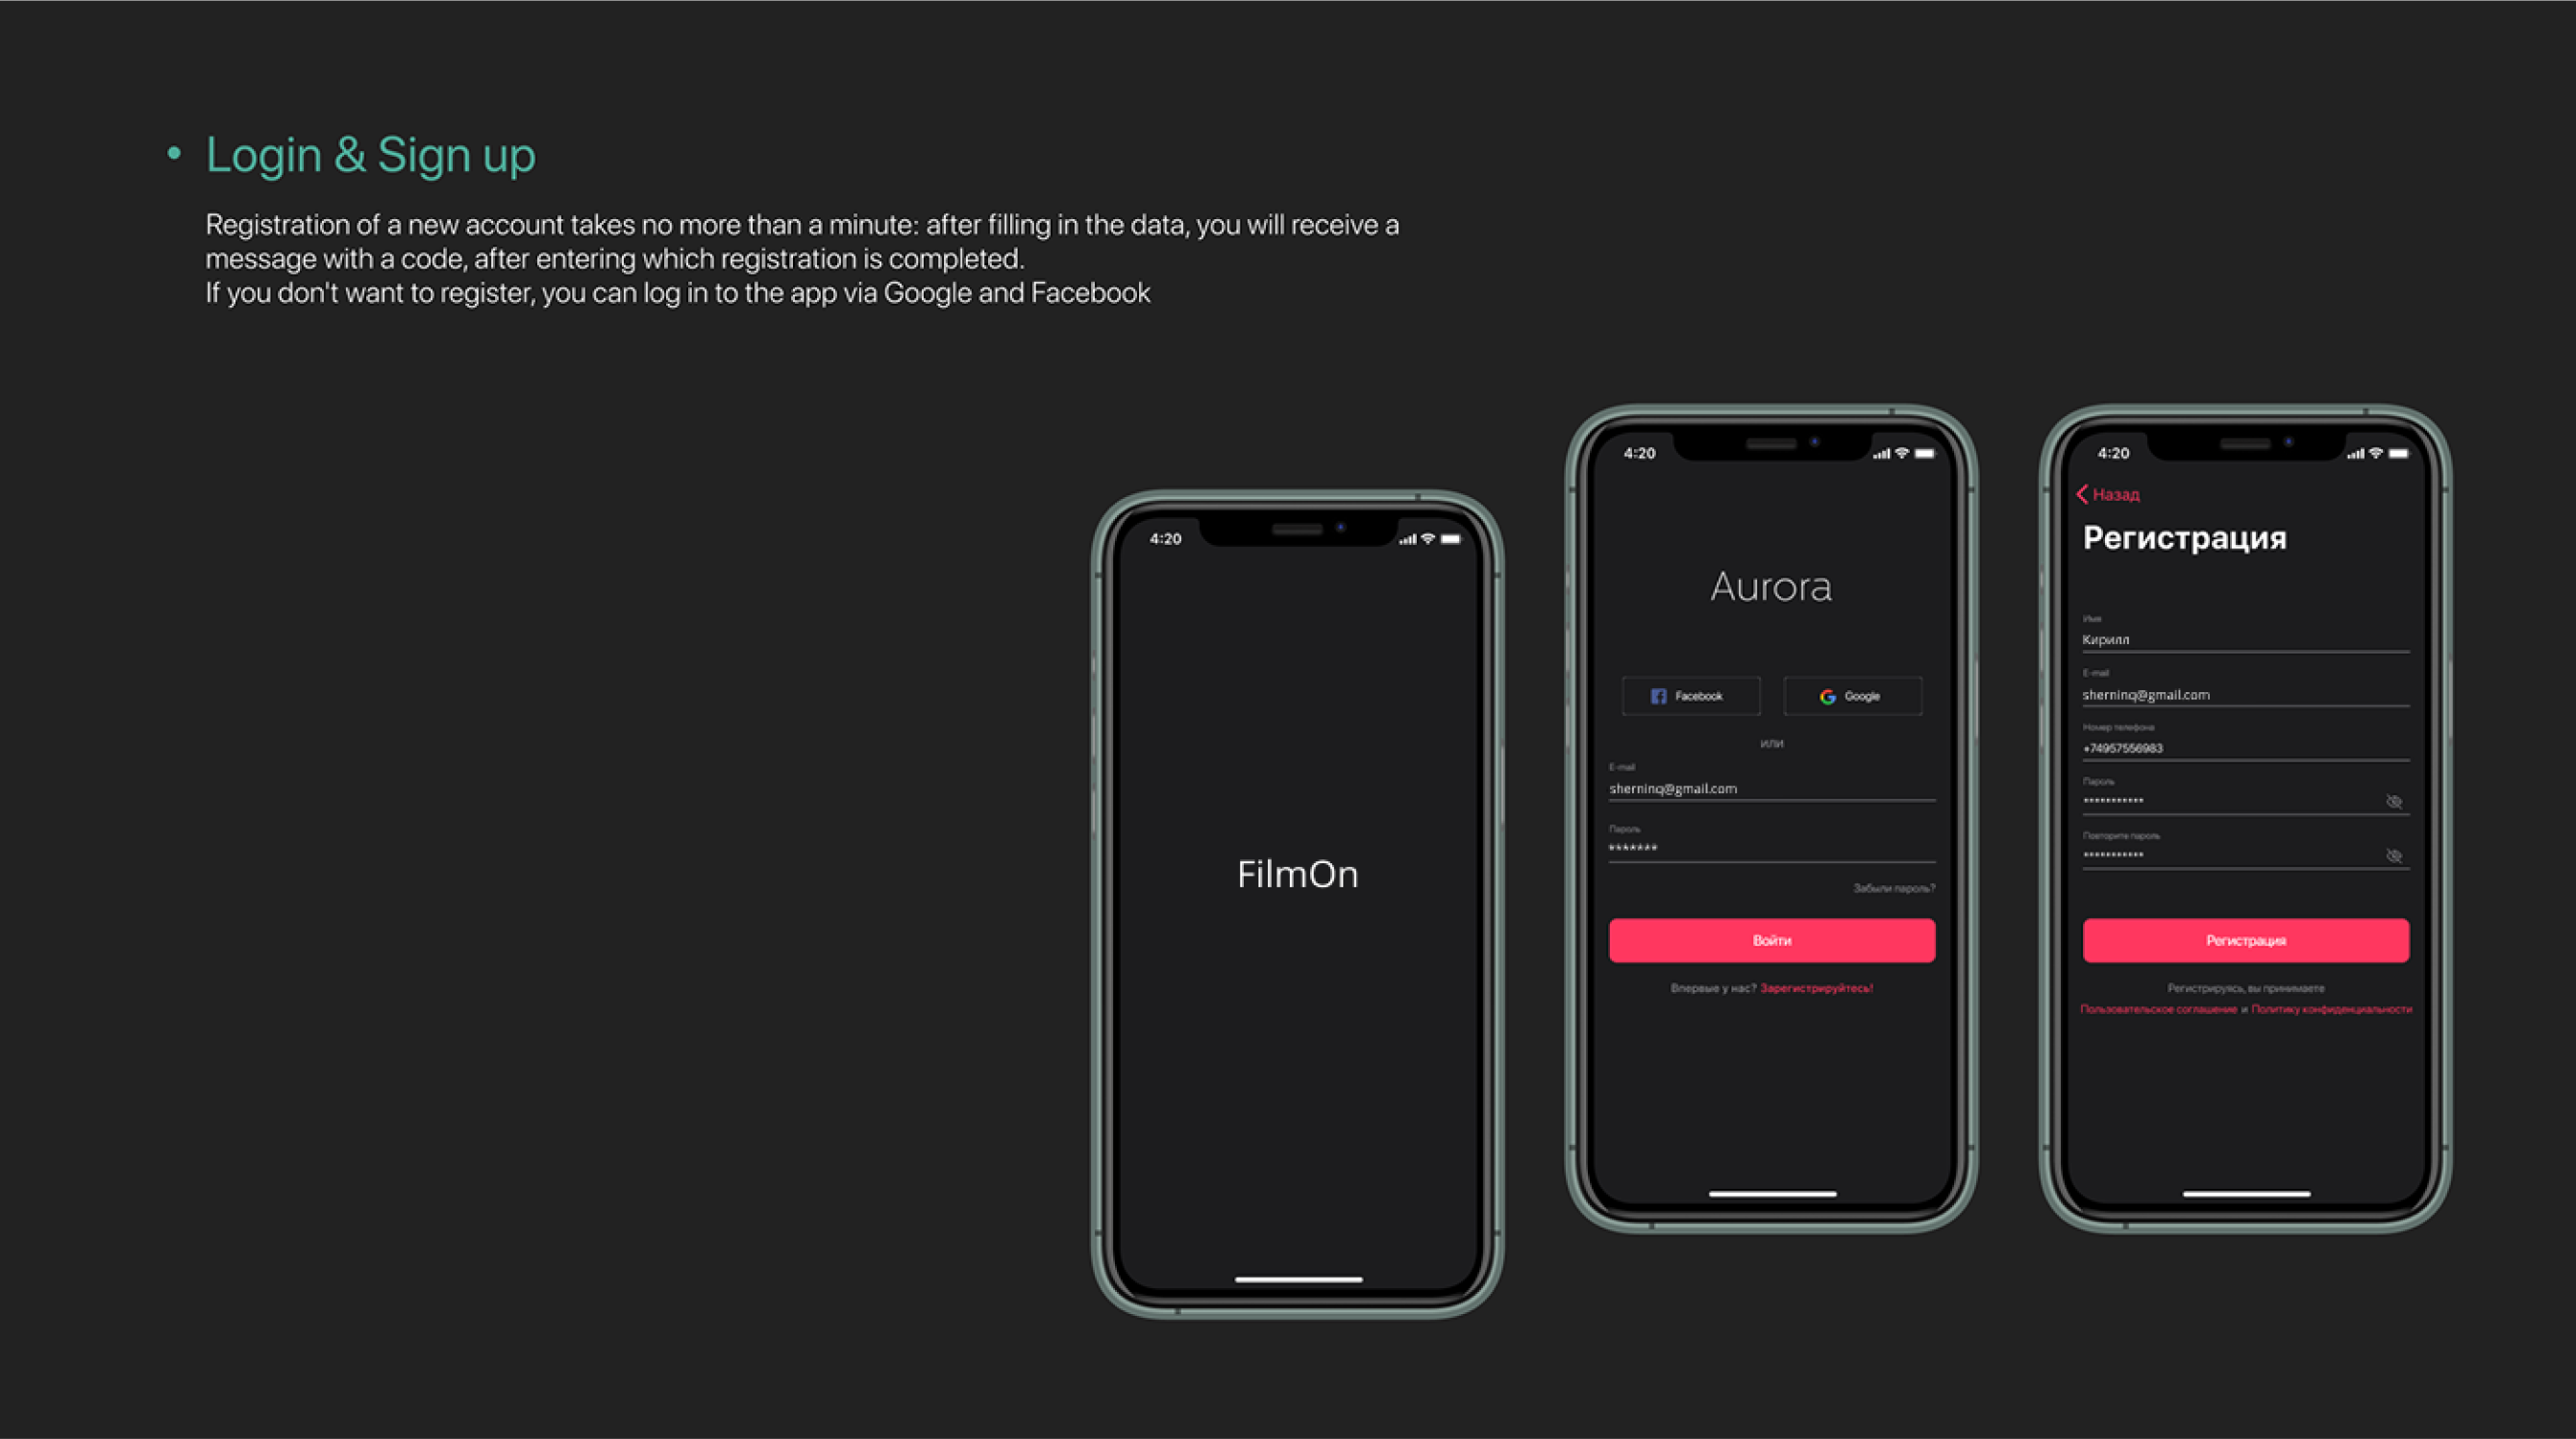 • Login & Sign up
Registration of a new account takes no more than a minute: after filling in the data, you will receive a
message with a code, after entering which registration is completed.
If you don't want to register, you can log in to the app via Google and Facebook
4:20
FilmOn
4:20
Aurora
Facebook
Google
или
E-mail
sherninq@gmail.com
Пароль
*******
Забыли пароль?
Войти
Впервые у нас? Зарегистрируйтесь!
4:20
Назад
Регистрация
Имя
Кирилл
E-mail
sherninq@gmail.com
Номер телефона
+74957556983
Пароль
***********
Повторите пароль
***********
Регистрация
Регистрируясь, вы принимаете
Пользовательское соглашение и Политику конфиденциальности